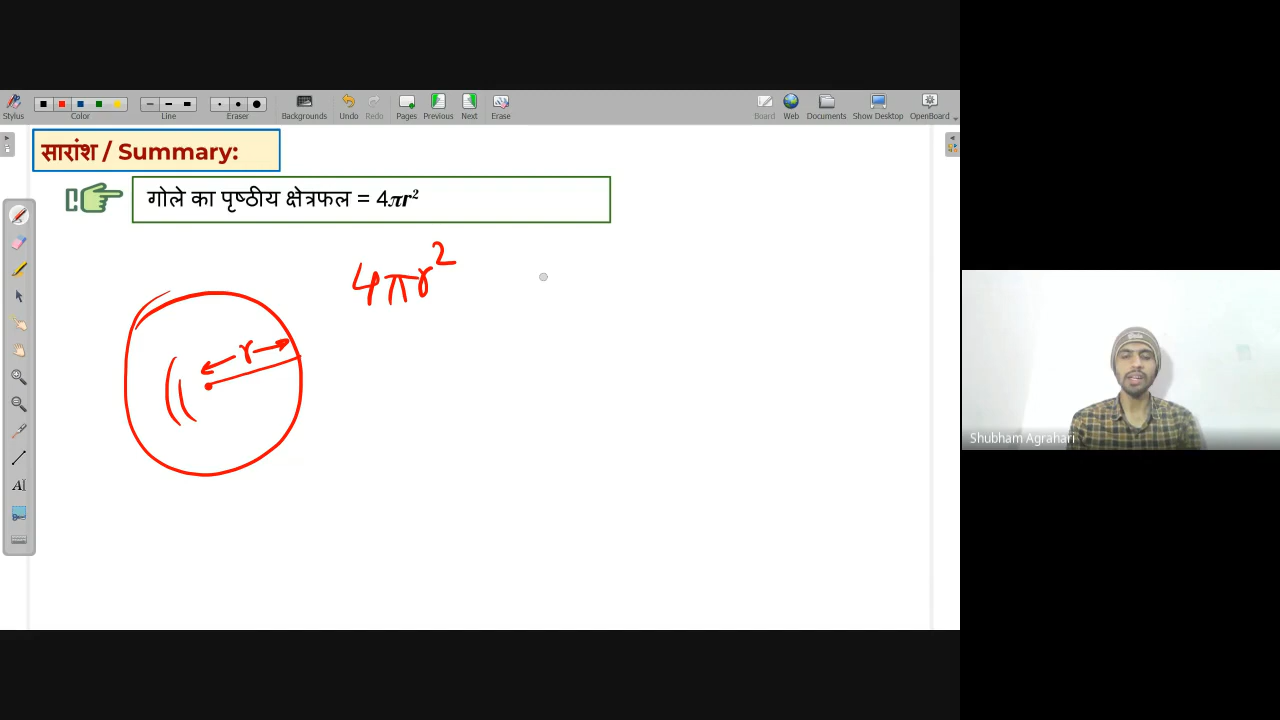 Stylus
Color
Line
Eraser
Backgrounds
Undo
Redo
Pages
Previous
Next
Erase
Board
Web
Documents
Show Desktop
OpenBoard
सारांश / Summary:
गोले का पृष्ठीय क्षेत्रफल = 4πr²
4πr²
r
Shubham Agrahari